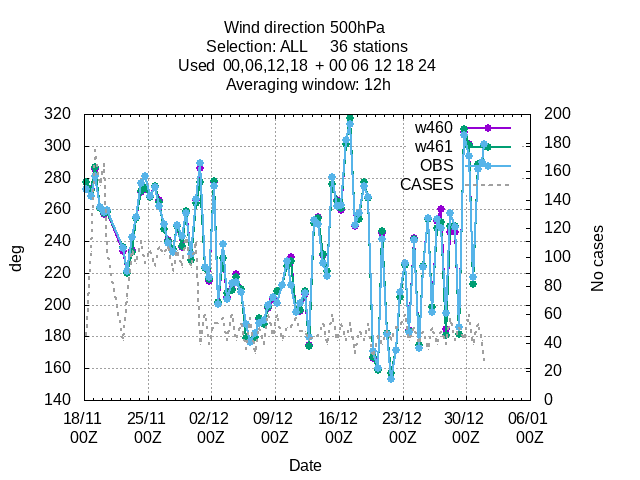 Wind direction 500hPa
Selection: ALL 36 stations
Used 00,06,12,18 + 00 06 12 18 24
Averaging window: 12h
320
300
280
260
240
220
200
180
160
140
deg
w460
w461
OBS
CASES
200
180
160
140
120
100
80
60
40
20
0
No cases
18/11 25/11 02/12 09/12 16/12 23/12 30/12 06/01
00Z 00Z 00Z 00Z 00Z 00Z 00Z 00Z
Date